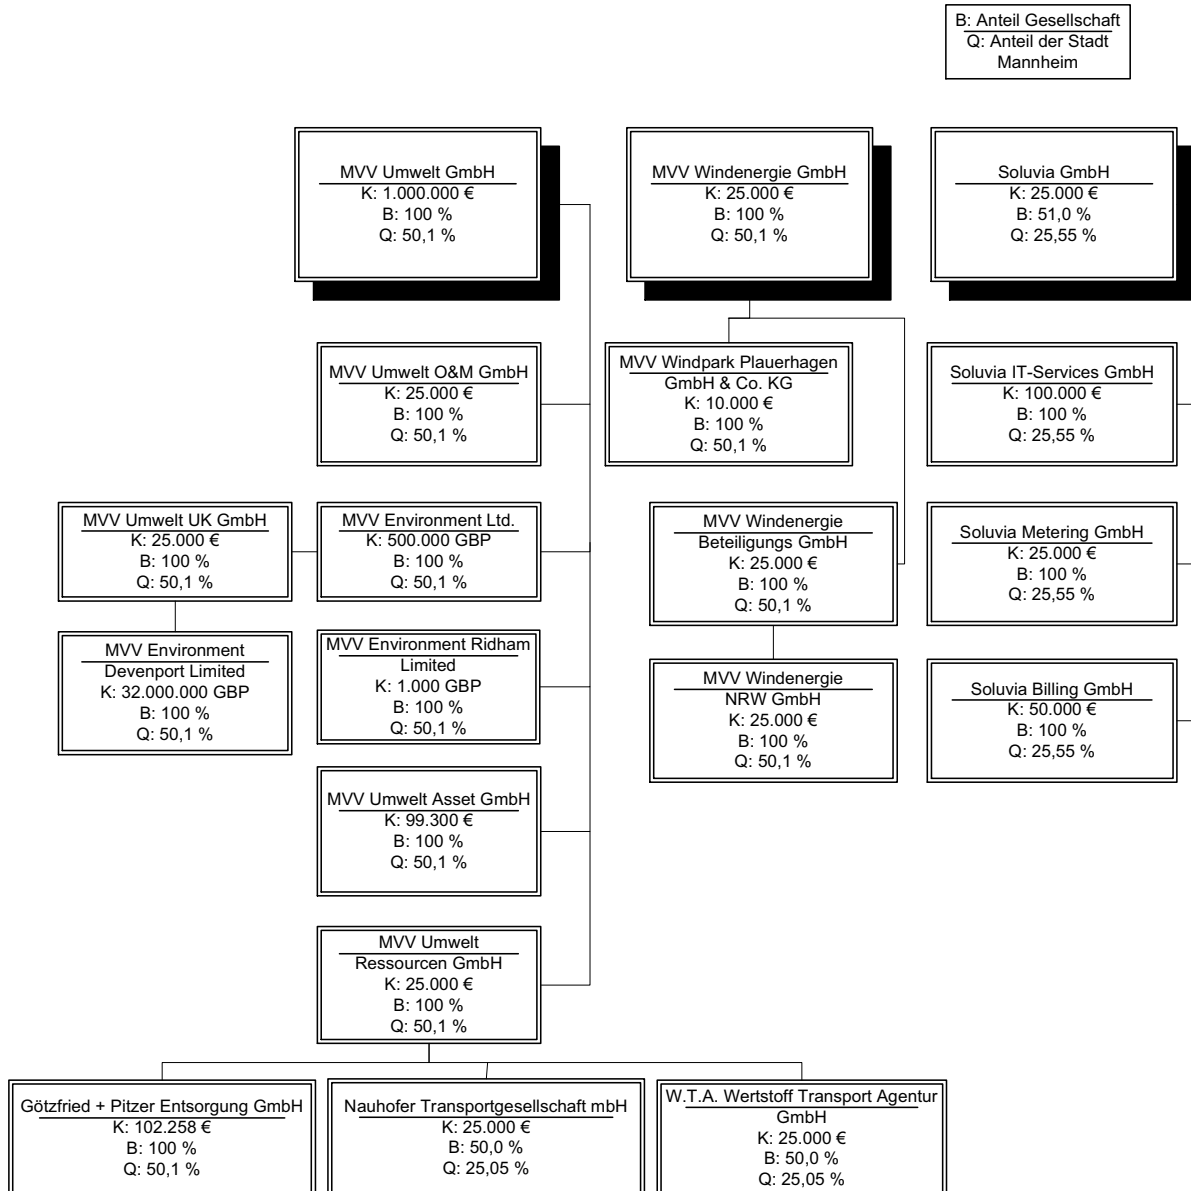 B: Anteil Gesellschaft
Q: Anteil der Stadt
Mannheim
MVV Umwelt GmbH
K: 1.000.000 €
B: 100 %
Q: 50,1 %
MVV Windenergie GmbH
K: 25.000 €
B: 100 %
Q: 50,1 %
Soluvia GmbH
K: 25.000 €
B: 51,0 %
Q: 25,55 %
MVV Umwelt O&M GmbH
K: 25.000 €
B: 100 %
Q: 50,1 %
MVV Windpark Plauerhagen
GmbH & Co. KG
K: 10.000 €
B: 100 %
Q: 50,1 %
Soluvia IT-Services GmbH
K: 100.000 €
B: 100 %
Q: 25,55 %
MVV Umwelt UK GmbH
K: 25.000 €
B: 100 %
Q: 50,1 %
MVV Environment Ltd.
K: 500.000 GBP
B: 100 %
Q: 50,1 %
MVV Windenergie
Beteiligungs GmbH
K: 25.000 €
B: 100 %
Q: 50,1 %
Soluvia Metering GmbH
K: 25.000 €
B: 100 %
Q: 25,55 %
MVV Environment
Devenport Limited
K: 32.000.000 GBP
B: 100 %
Q: 50,1 %
MVV Environment Ridham
Limited
K: 1.000 GBP
B: 100 %
Q: 50,1 %
MVV Windenergie
NRW GmbH
K: 25.000 €
B: 100 %
Q: 50,1 %
Soluvia Billing GmbH
K: 50.000 €
B: 100 %
Q: 25,55 %
MVV Umwelt Asset GmbH
K: 99.300 €
B: 100 %
Q: 50,1 %
MVV Umwelt
Ressourcen GmbH
K: 25.000 €
B: 100 %
Q: 50,1 %
Götzfried + Pitzer Entsorgung GmbH
K: 102.258 €
B: 100 %
Q: 50,1 %
Nauhofer Transportgesellschaft mbH
K: 25.000 €
B: 50,0 %
Q: 25,05 %
W.T.A. Wertstoff Transport Agentur
GmbH
K: 25.000 €
B: 50,0 %
Q: 25,05 %